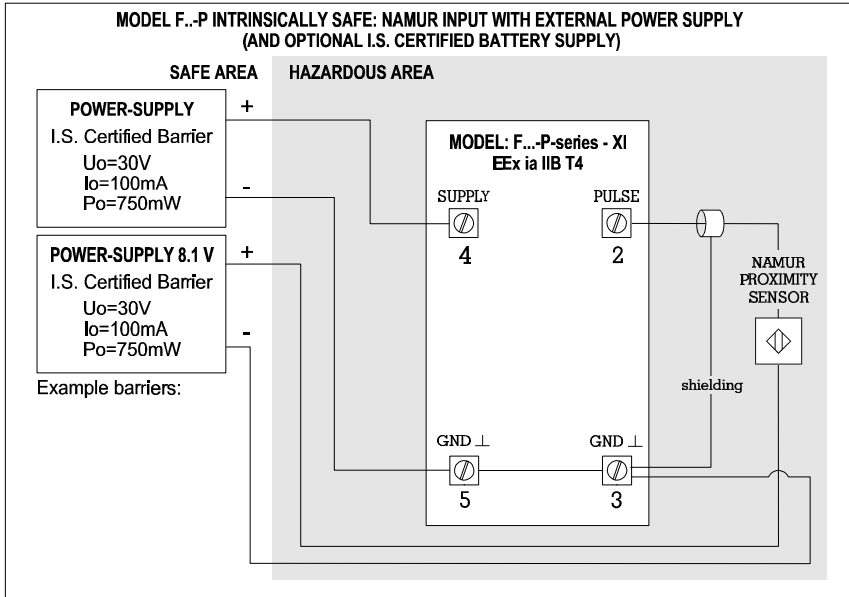 MODEL F..-P INTRINSICALLY SAFE: NAMUR INPUT WITH EXTERNAL POWER SUPPLY
(AND OPTIONAL I.S. CERTIFIED BATTERY SUPPLY)
SAFE AREA
HAZARDOUS AREA
POWER-SUPPLY
I.S. Certified Barrier
Uo=30V
Io=100mA
Po=750mW
+
-
POWER-SUPPLY 8.1 V
I.S. Certified Barrier
Uo=30V
Io=100mA
Po=750mW
+
-
Example barriers:
MODEL: F...-P-series - XI
EEx ia IIB T4
SUPPLY
4
PULSE
2
GND ⊥
5
GND ⊥
3
shielding
NAMUR
PROXIMITY
SENSOR